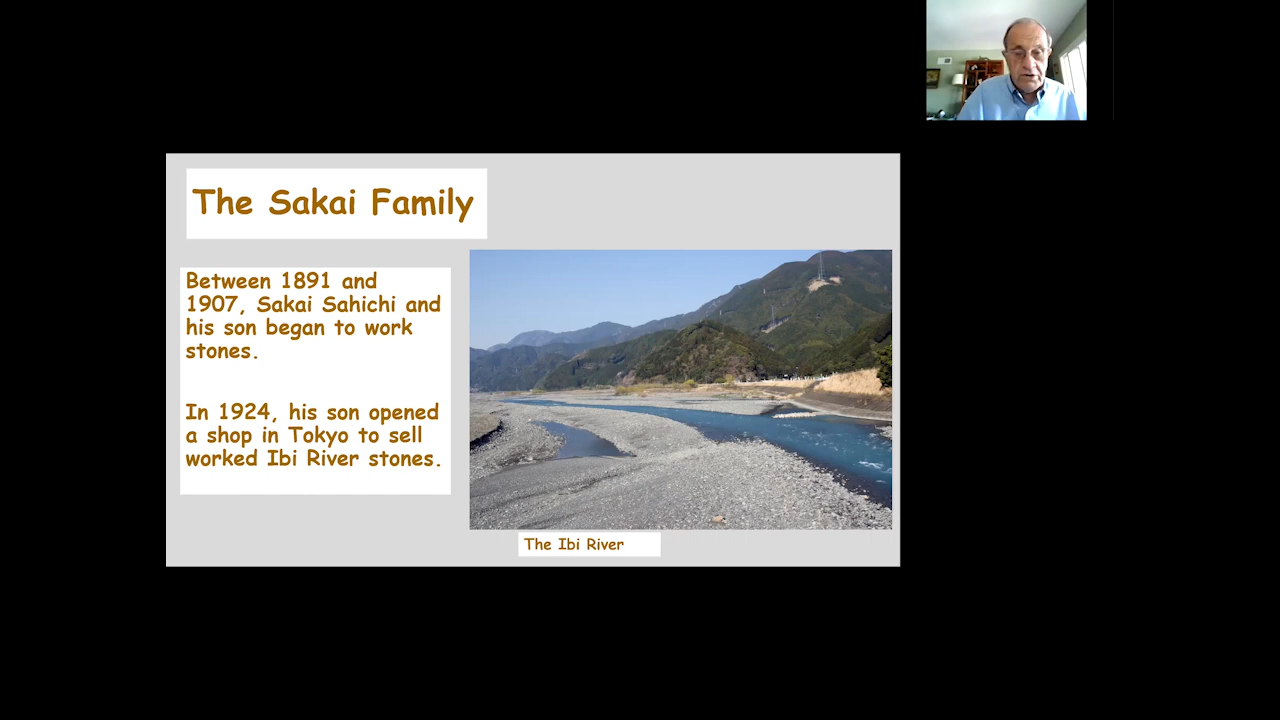 The Sakai Family
Between 1891 and
1907, Sakai Sahichi and
his son began to work
stones.
In 1924, his son opened
a shop in Tokyo to sell
worked Ibi River stones.
The Ibi River